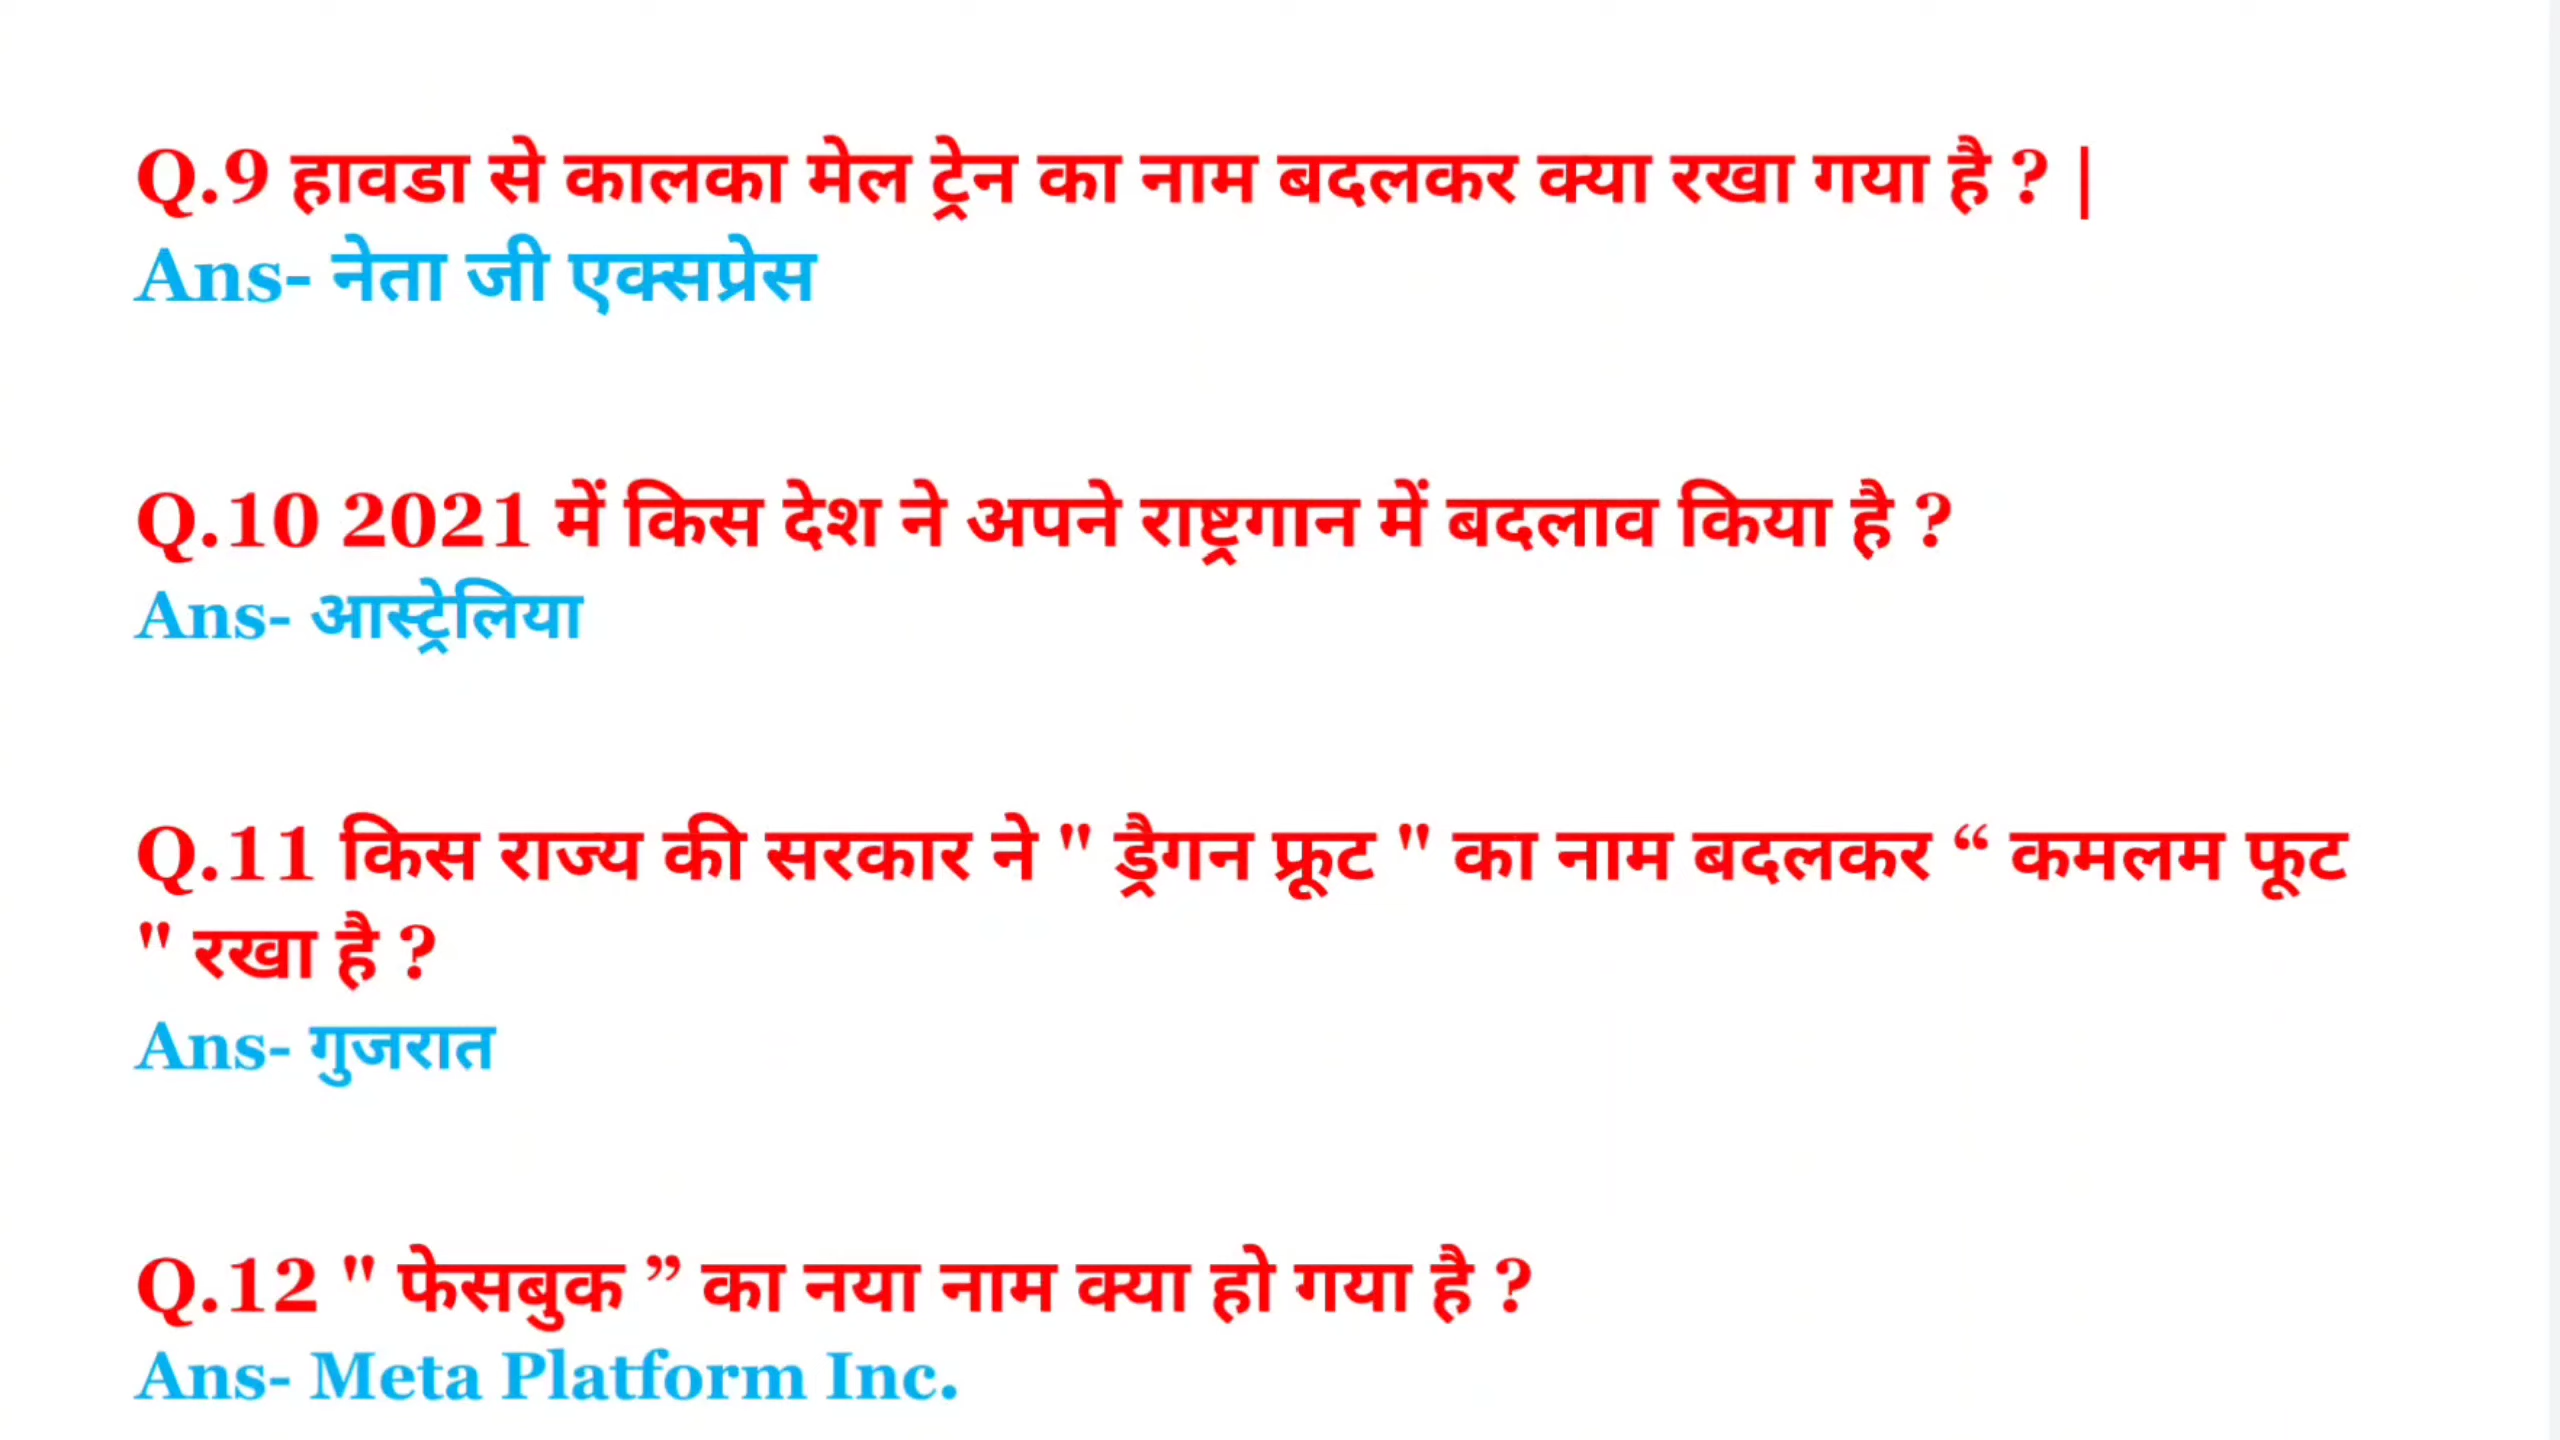 Q.9 हावडा से कालका मेल ट्रेन का नाम बदलकर क्या रखा गया है ? |
Ans- नेता जी एक्सप्रेस
Q.10 2021 में किस देश ने अपने राष्ट्रगान में बदलाव किया है ?
Ans- आस्ट्रेलिया
Q.11 किस राज्य की सरकार ने " ड्रैगन फ्रूट " का नाम बदलकर “ कमलम फूट
" रखा है ?
Ans- गुजरात
Q.12 " फेसबुक ” का नया नाम क्या हो गया है ?
Ans- Meta Platform Inc.